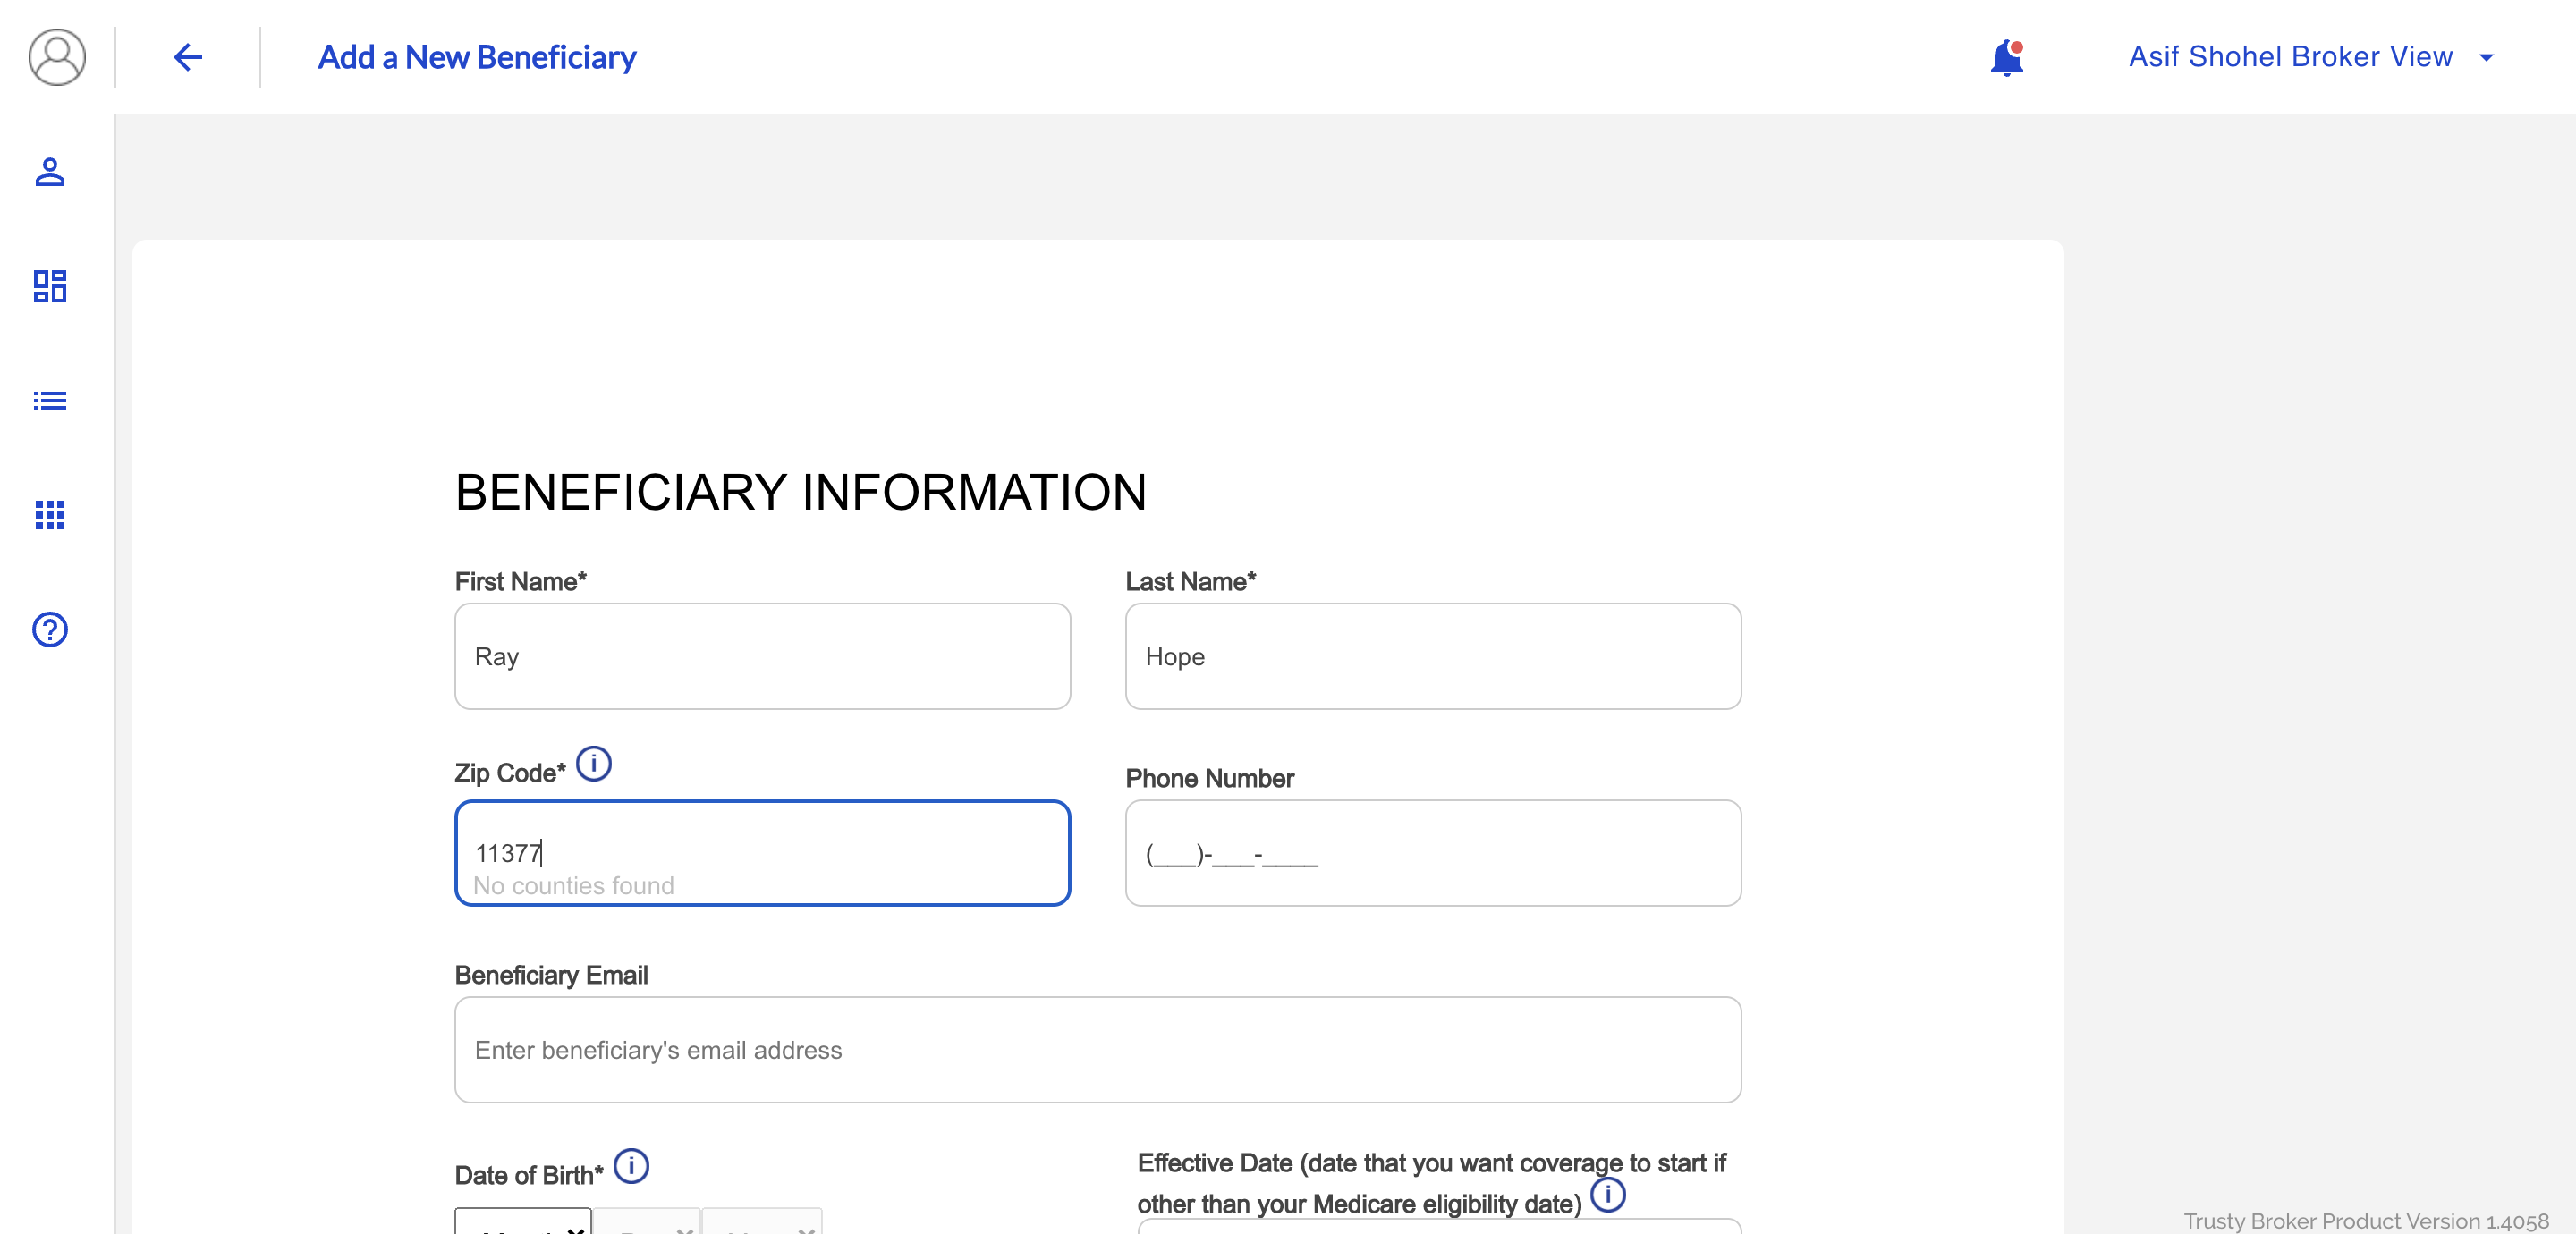 Add a New Beneficiary
Asif Shohel Broker View
BENEFICIARY INFORMATION
First Name*
Last Name*
Ray
Hope
Zip Code*
Phone Number
11377
(___)-___-____
No counties found
Beneficiary Email
Enter beneficiary's email address
Date of Birth*
Effective Date (date that you want coverage to start if
other than your Medicare eligibility date)
Trusty Broker Product Version 1.4058